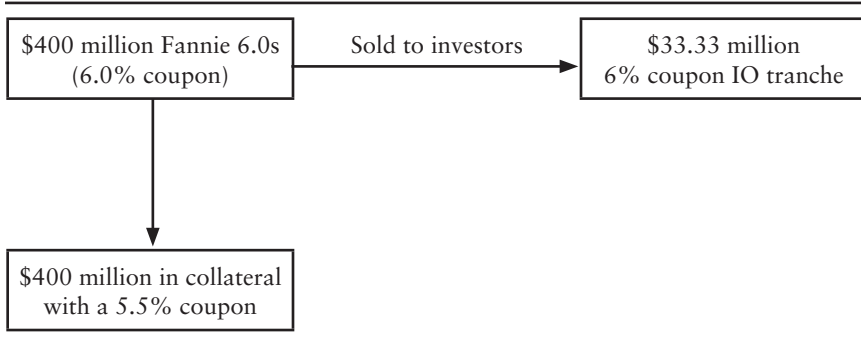 $400 million Fannie 6.0s
(6.0% coupon)
Sold to investors
$33.33 million
6% coupon IO tranche
$400 million in collateral
with a 5.5% coupon